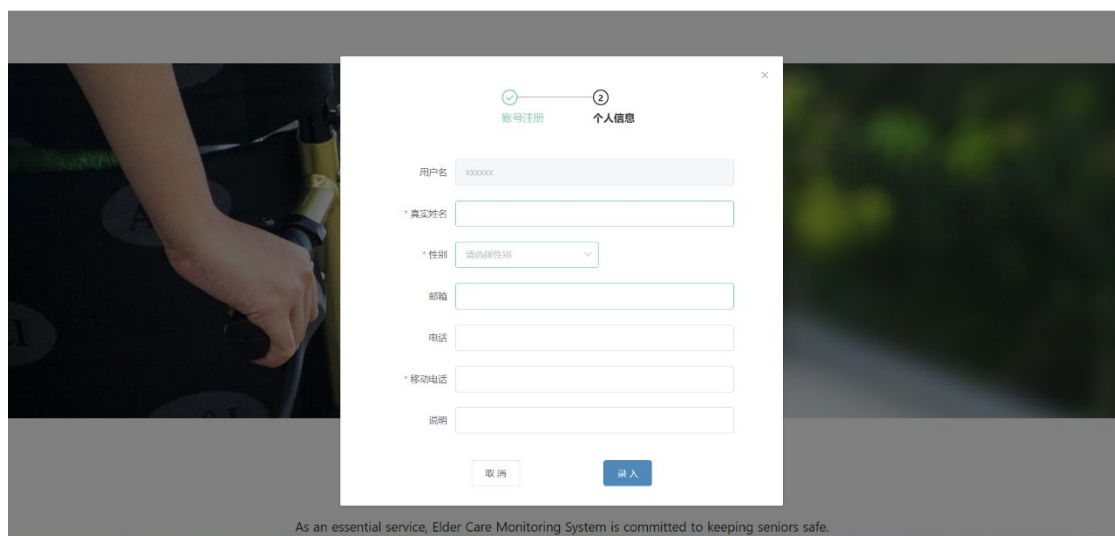 2
账号注册 个人信息
用户名 xxxxxx
* 真实姓名
* 性别 请选择性别
邮箱
电话
* 移动电话
说明
取消 录入
As an essential service, Elder Care Monitoring System is committed to keeping seniors safe.